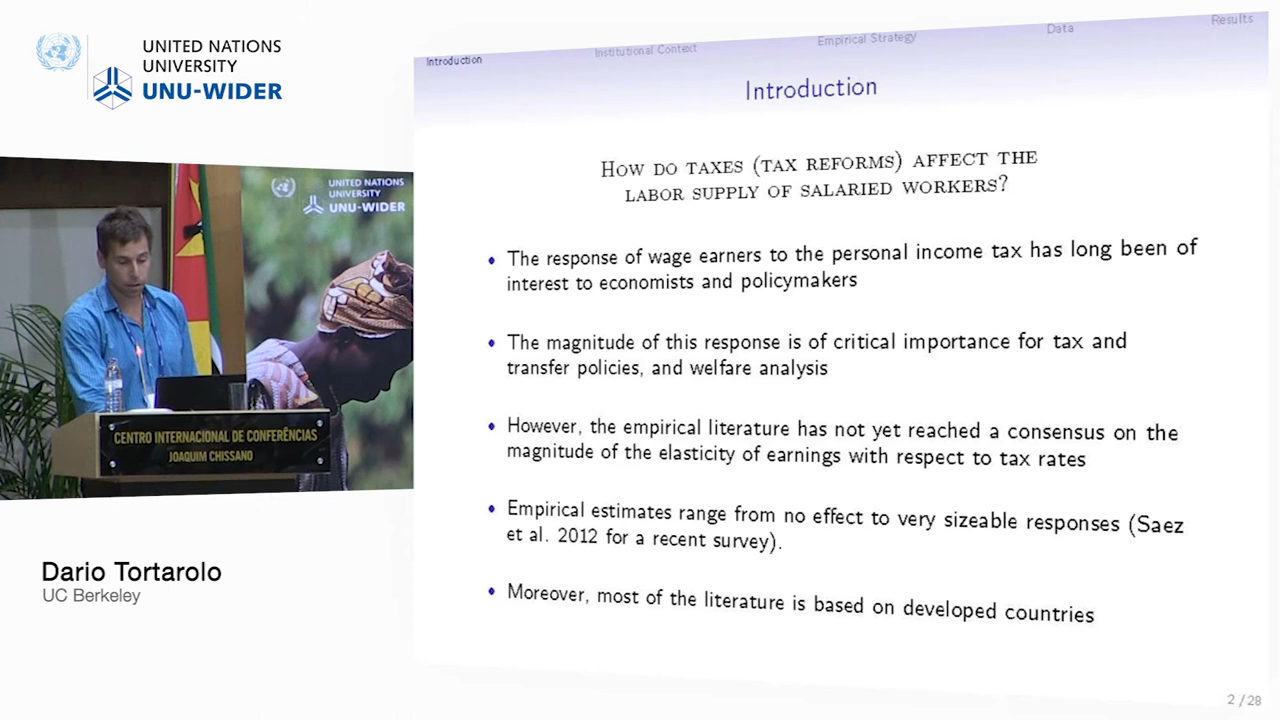 UNITED NATIONS
UNIVERSITY
UNU-WIDER
Introduction
Institutional Context
Empirical Strategy
Data
Results
Introduction
HOW DO TAXES (TAX REFORMS) AFFECT THE
LABOR SUPPLY OF SALARIED WORKERS?
• The response of wage earners to the personal income tax has long been of
interest to economists and policymakers
• The magnitude of this response is of critical importance for tax and
transfer policies, and welfare analysis
• However, the empirical literature has not yet reached a consensus on the
magnitude of the elasticity of earnings with respect to tax rates
• Empirical estimates range from no effect to very sizeable responses (Saez
et al. 2012 for a recent survey).
• Moreover, most of the literature is based on developed countries
2 / 28
UNITED NATIONS
UNIVERSITY
UNU-WIDER
CENTRO INTERNACIONAL DE CONFERÊNCIAS
JOAQUIM CHISSANO
Dario Tortarolo
UC Berkeley